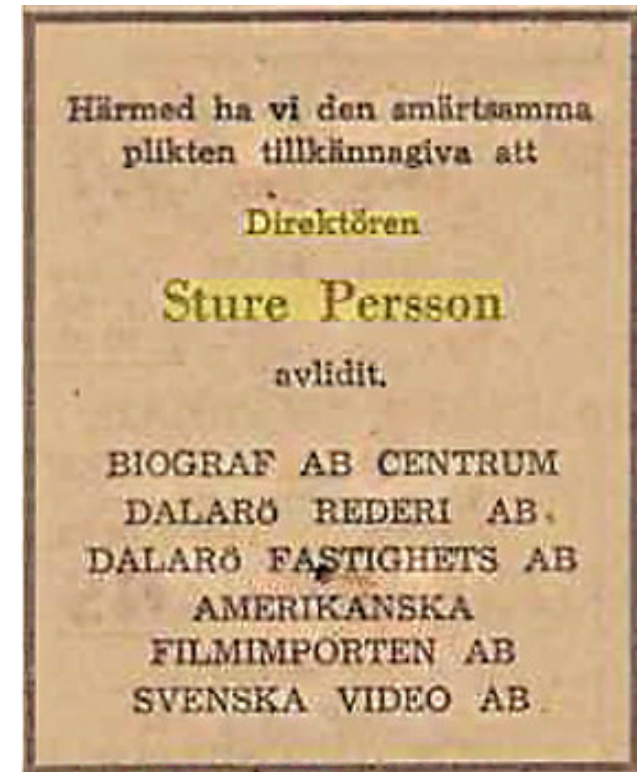 Härmed ha vi den smärtsamma
plikten tillkännagiva att
Direktören
Sture Persson
avlidit.
BIOGRAF AB CENTRUM
DALARÖ REDERI AB
DALARÖ FASTIGHETS AB
AMERIKANSKA
FILMIMPORTEN AB
SVENSKA VIDEO AB